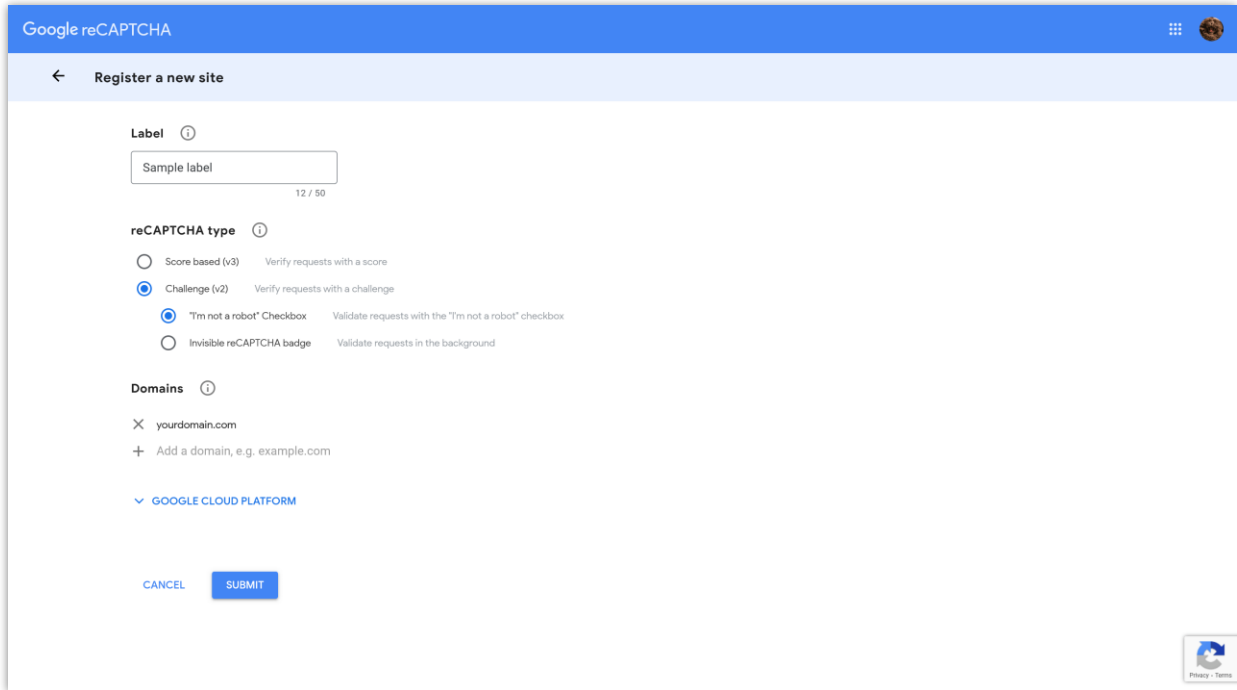 Google reCAPTCHA
Register a new site
Label
Sample label
12 / 50
reCAPTCHA type
Score based (v3) Verify requests with a score
Challenge (v2) Verify requests with a challenge
"I'm not a robot" Checkbox Validate requests with the "I'm not a robot" checkbox
Invisible reCAPTCHA badge Validate requests in the background
Domains
yourdomain.com
Add a domain, e.g. example.com
GOOGLE CLOUD PLATFORM
CANCEL SUBMIT
Privacy - Terms